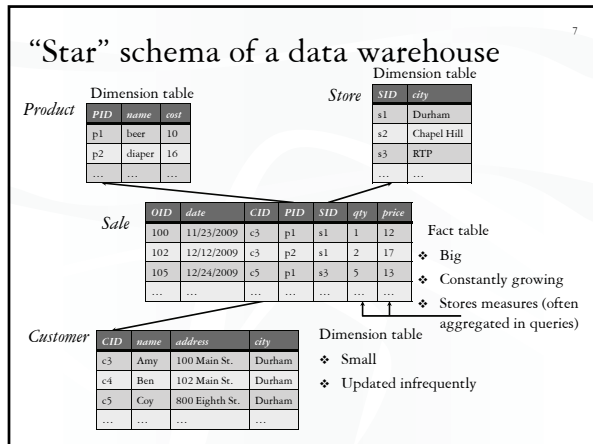 7
“Star” schema of a data warehouse
Dimension table
Product
PID name cost
p1 beer 10
p2 diaper 16
… … …
Dimension table
Store
SID city
s1 Durham
s2 Chapel Hill
s3 RTP
… …
Sale
OID date CID PID SID qty price
100 11/23/2009 c3 p1 s1 1 12
102 12/12/2009 c3 p2 s1 2 17
105 12/24/2009 c5 p1 s3 5 13
… … … … … … …
Fact table
❖ Big
❖ Constantly growing
❖ Stores measures (often
aggregated in queries)
Customer
CID name address city
c3 Amy 100 Main St. Durham
c4 Ben 102 Main St. Durham
c5 Coy 800 Eighth St. Durham
… … … …
Dimension table
❖ Small
❖ Updated infrequently